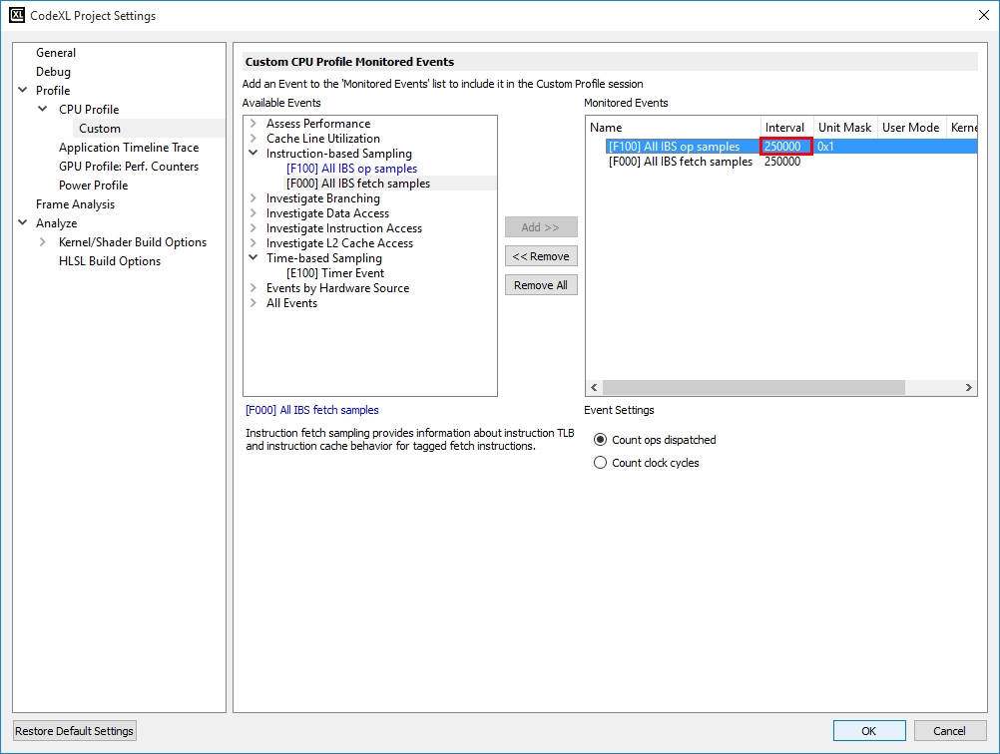 XL CodeXL Project Settings
General
Debug
Profile
CPU Profile
Custom
Application Timeline Trace
GPU Profile: Perf. Counters
Power Profile
Frame Analysis
Analyze
Kernel/Shader Build Options
HLSL Build Options
Custom CPU Profile Monitored Events
Add an Event to the 'Monitored Events' list to include it in the Custom Profile session
Available Events
Assess Performance
Cache Line Utilization
Instruction-based Sampling
[F100] All IBS op samples
[F000] All IBS fetch samples
Investigate Branching
Investigate Data Access
Investigate Instruction Access
Investigate L2 Cache Access
Time-based Sampling
[E100] Timer Event
Events by Hardware Source
All Events
Add >>
<< Remove
Remove All
Monitored Events
Name Interval Unit Mask User Mode Kerne
[F100] All IBS op samples 250000 0x1
[F000] All IBS fetch samples 250000
[F000] All IBS fetch samples
Instruction fetch sampling provides information about instruction TLB
and instruction cache behavior for tagged fetch instructions.
Event Settings
Count ops dispatched
Count clock cycles
Restore Default Settings
OK
Cancel